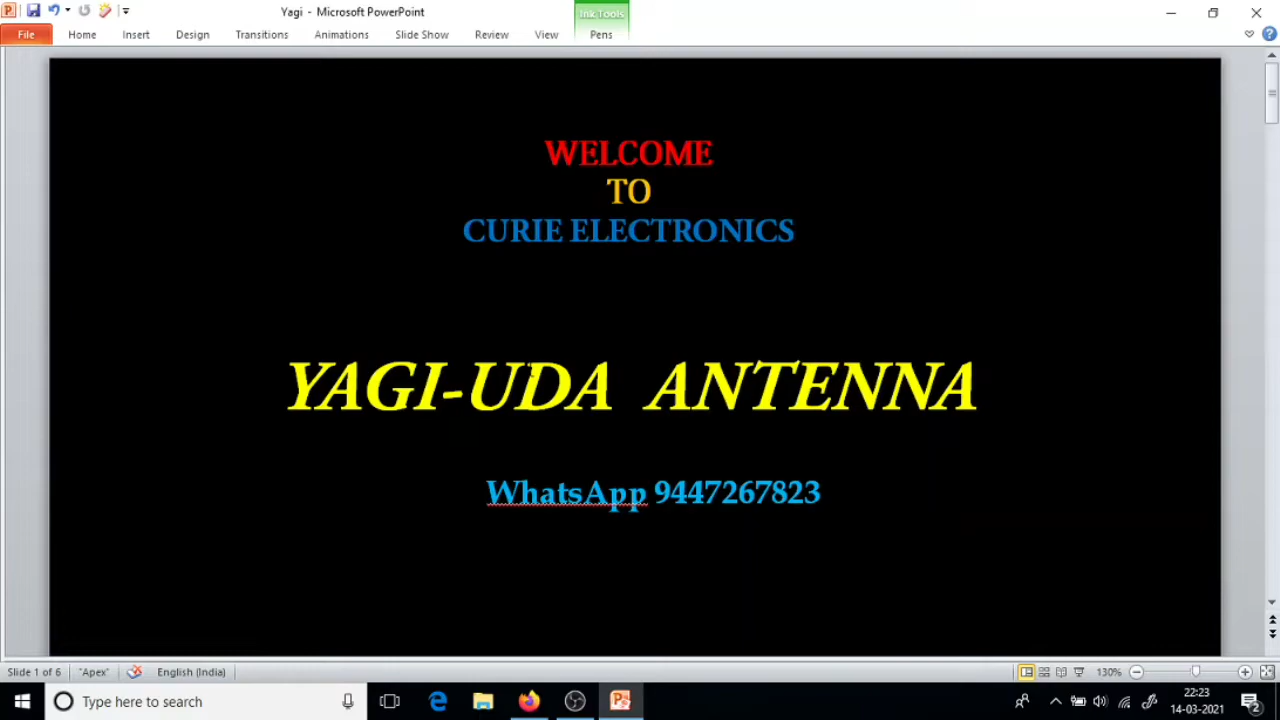 Yagi - Microsoft PowerPoint
Ink Tools
File Home Insert Design Transitions Animations Slide Show Review View Pens
WELCOME
TO
CURIE ELECTRONICS
YAGI-UDA ANTENNA
WhatsApp 9447267823
Slide 1 of 6 "Apex" English (India) 130%
Type here to search
22:23
14-03-2021
2